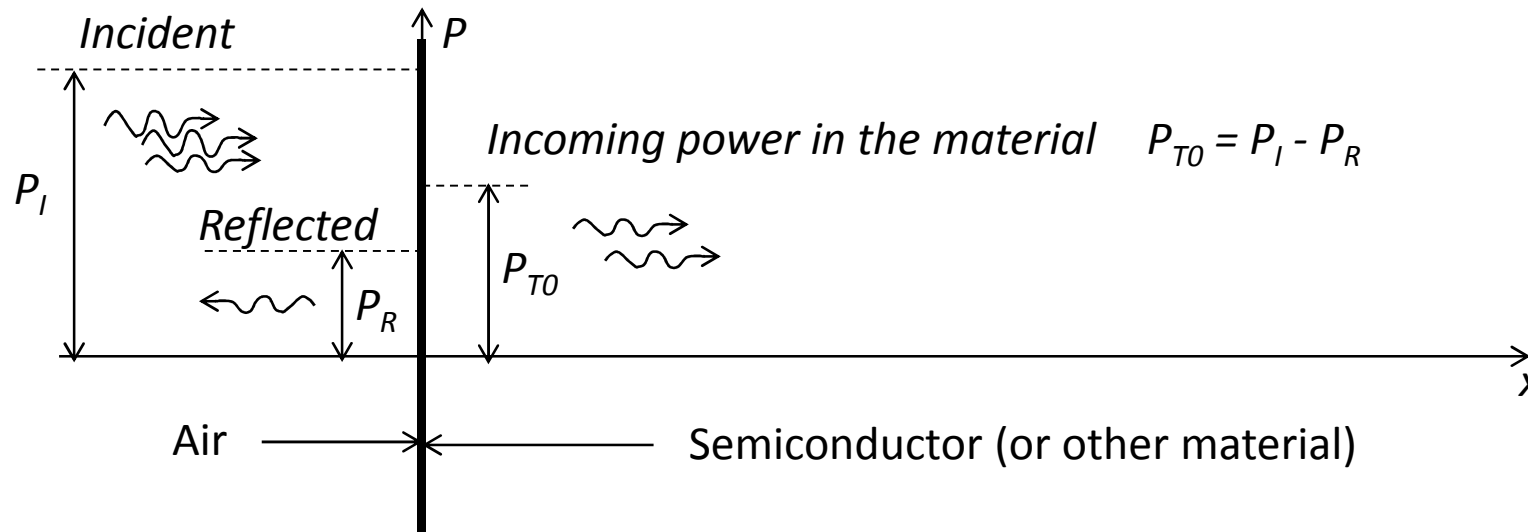 Incident
P
Incoming power in the material P_T0 = P_I - P_R
P_I
Reflected
P_T0
P_R
x
Air
Semiconductor (or other material)